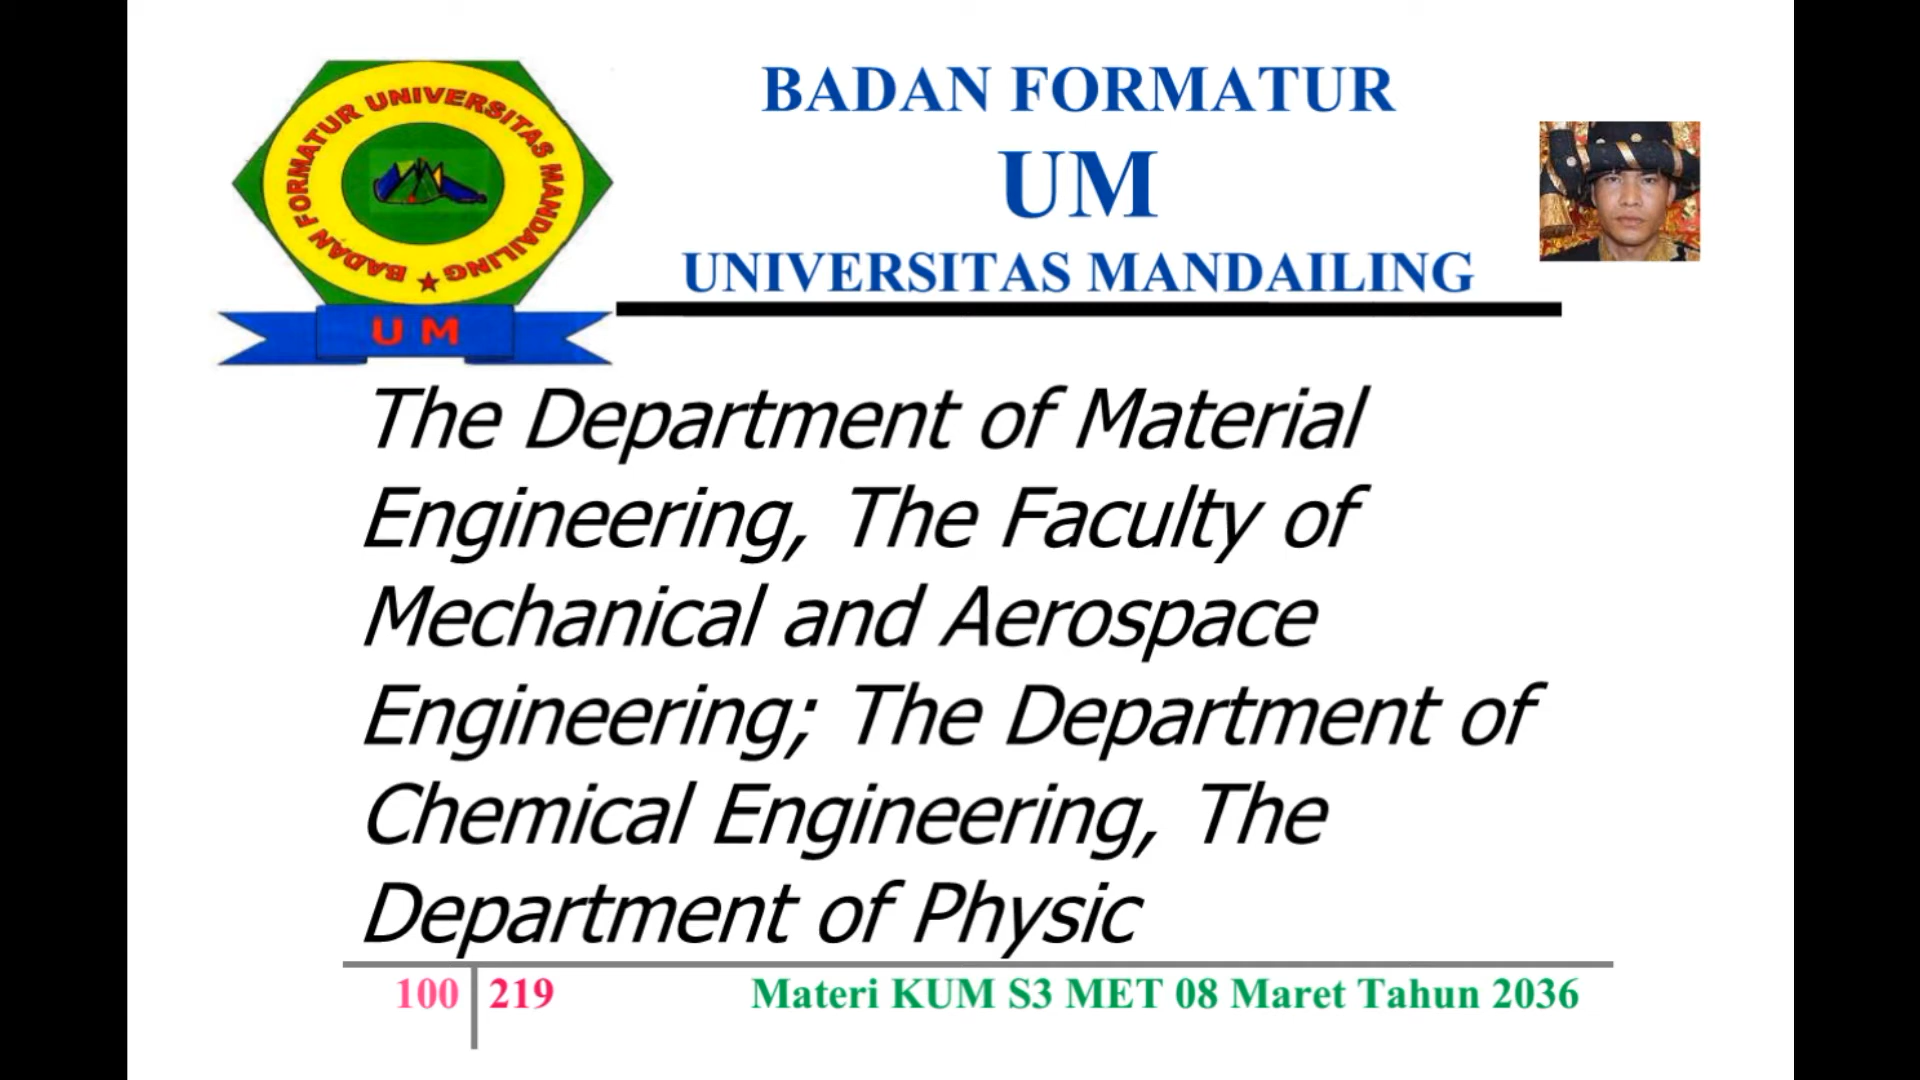 BADAN FORMATUR UNIVERSITAS MANDAILING
U M
BADAN FORMATUR
UM
UNIVERSITAS MANDAILING
The Department of Material
Engineering, The Faculty of
Mechanical and Aerospace
Engineering; The Department of
Chemical Engineering, The
Department of Physic
100 219 Materi KUM S3 MET 08 Maret Tahun 2036